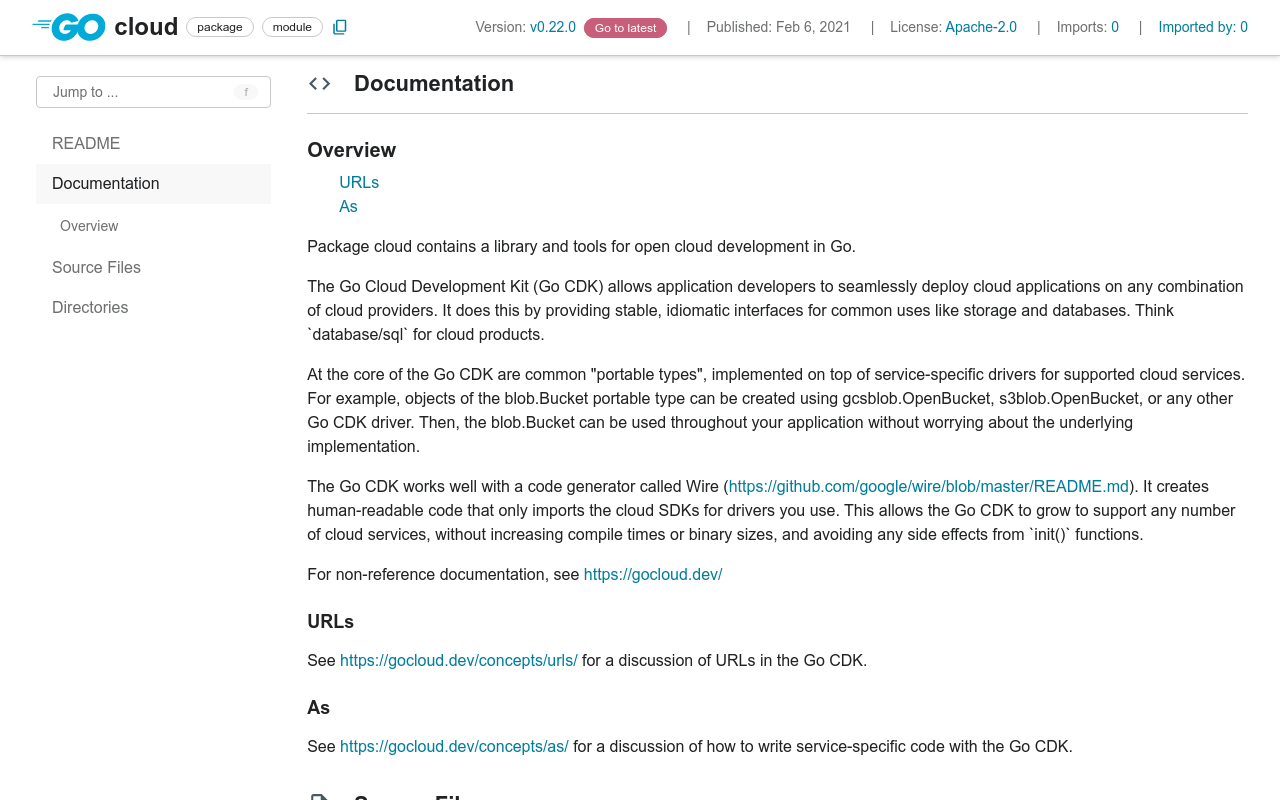 GO cloud package module Version: v0.22.0 Go to latest | Published: Feb 6, 2021 | License: Apache-2.0 | Imports: 0 | Imported by: 0
Jump to ... f
README
Documentation
Overview
Source Files
Directories
Documentation
Overview
URLs
As
Package cloud contains a library and tools for open cloud development in Go.
The Go Cloud Development Kit (Go CDK) allows application developers to seamlessly deploy cloud applications on any combination
of cloud providers. It does this by providing stable, idiomatic interfaces for common uses like storage and databases. Think
`database/sql` for cloud products.
At the core of the Go CDK are common "portable types", implemented on top of service-specific drivers for supported cloud services.
For example, objects of the blob.Bucket portable type can be created using gcsblob.OpenBucket, s3blob.OpenBucket, or any other
Go CDK driver. Then, the blob.Bucket can be used throughout your application without worrying about the underlying
implementation.
The Go CDK works well with a code generator called Wire (https://github.com/google/wire/blob/master/README.md). It creates
human-readable code that only imports the cloud SDKs for drivers you use. This allows the Go CDK to grow to support any number
of cloud services, without increasing compile times or binary sizes, and avoiding any side effects from `init()` functions.
For non-reference documentation, see https://gocloud.dev/
URLs
See https://gocloud.dev/concepts/urls/ for a discussion of URLs in the Go CDK.
As
See https://gocloud.dev/concepts/as/ for a discussion of how to write service-specific code with the Go CDK.